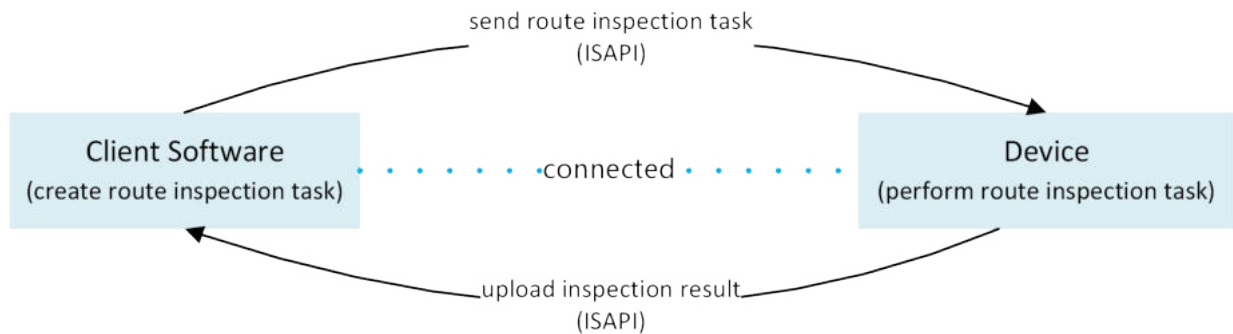 send route inspection task
(ISAPI)
Client Software
(create route inspection task)
connected
Device
(perform route inspection task)
upload inspection result
(ISAPI)